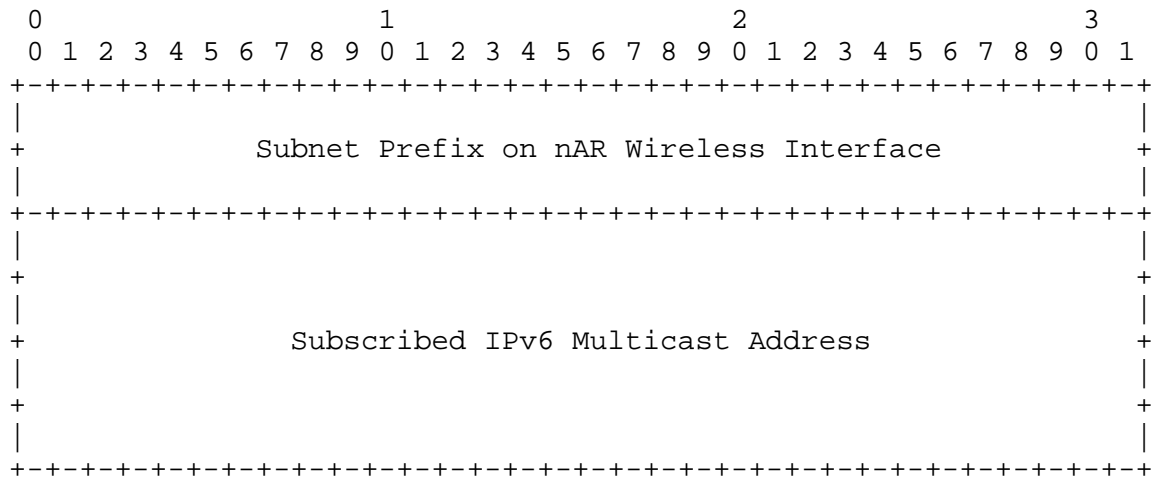 0                   1                   2                   3
 0 1 2 3 4 5 6 7 8 9 0 1 2 3 4 5 6 7 8 9 0 1 2 3 4 5 6 7 8 9 0 1
+-+-+-+-+-+-+-+-+-+-+-+-+-+-+-+-+-+-+-+-+-+-+-+-+-+-+-+-+-+-+-+-+
|                                                               |
+             Subnet Prefix on nAR Wireless Interface           +
|                                                               |
+-+-+-+-+-+-+-+-+-+-+-+-+-+-+-+-+-+-+-+-+-+-+-+-+-+-+-+-+-+-+-+-+
|                                                               |
+                                                               +
|                                                               |
+               Subscribed IPv6 Multicast Address               +
|                                                               |
+                                                               +
|                                                               |
+-+-+-+-+-+-+-+-+-+-+-+-+-+-+-+-+-+-+-+-+-+-+-+-+-+-+-+-+-+-+-+-+